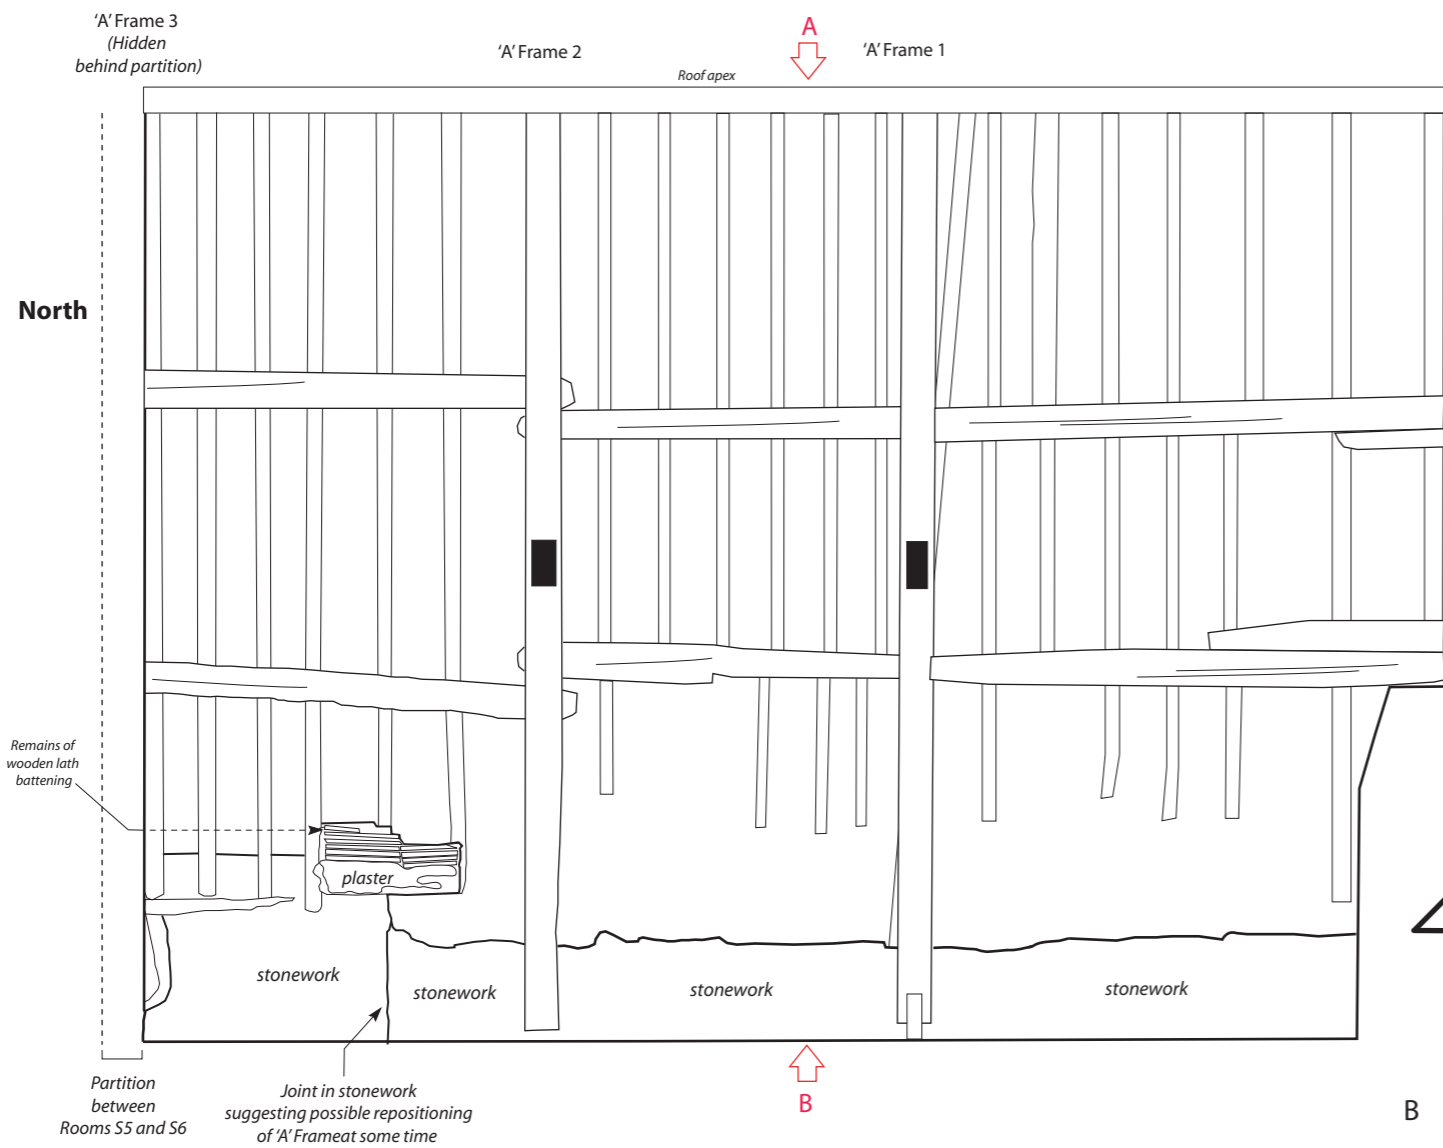 'A' Frame 3
(Hidden
behind partition)
'A' Frame 2
A
'A' Frame 1
Roof apex
North
Remains of
wooden lath
battening
plaster
stonework
stonework
stonework
stonework
Partition
between
Rooms S5 and S6
Joint in stonework
suggesting possible repositioning
of 'A' Frameat some time
B
B